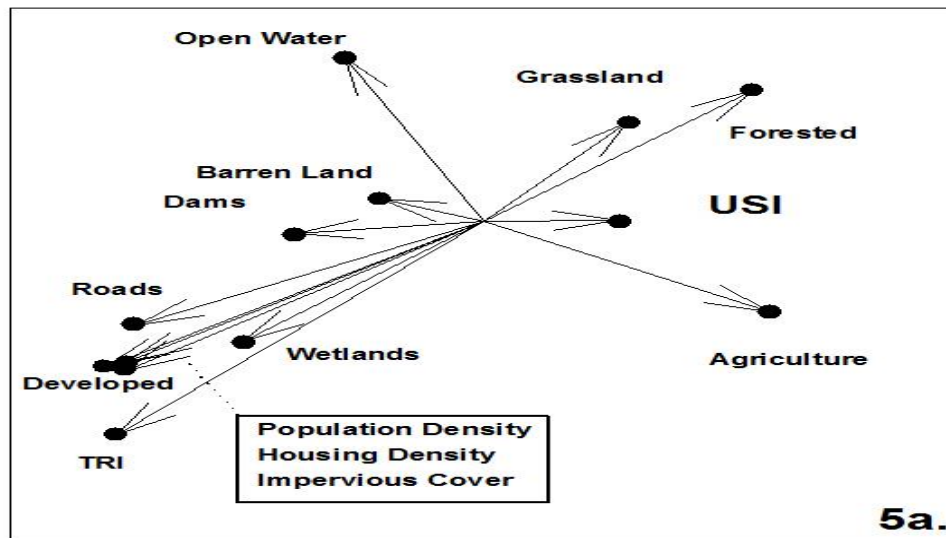 Open Water
Grassland
Forested
Barren Land
Dams
USI
Roads
Wetlands
Agriculture
Developed
Population Density
Housing Density
Impervious Cover
TRI
5a.